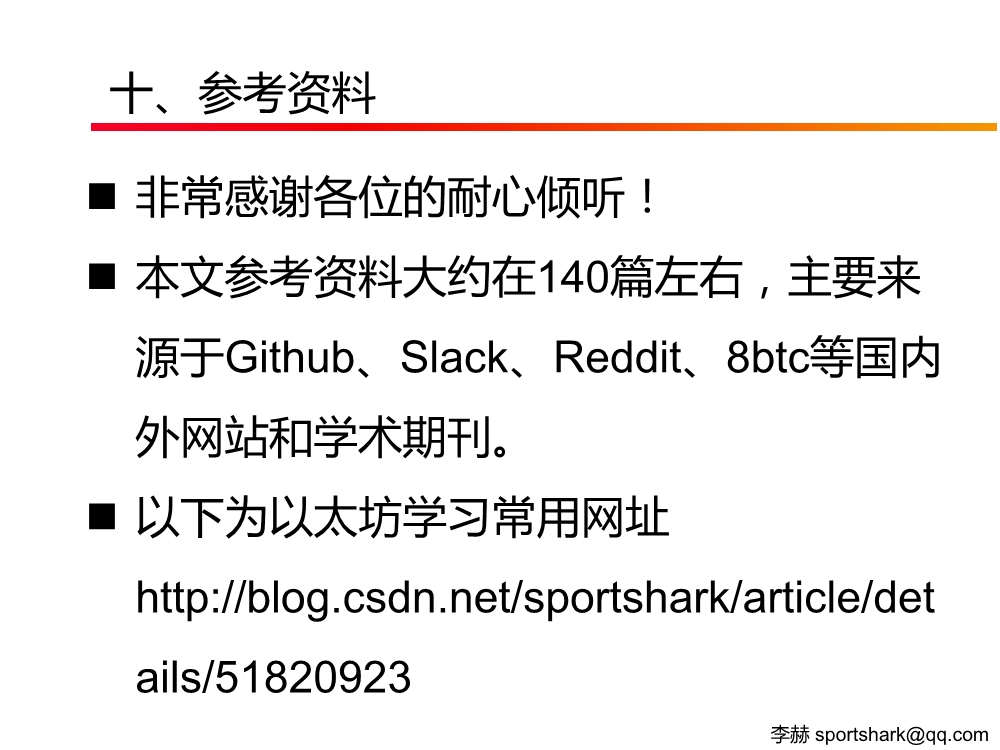 十、参考资料
■ 非常感谢各位的耐心倾听！
■ 本文参考资料大约在140篇左右，主要来
源于Github、Slack、Reddit、8btc等国内
外网站和学术期刊。
■ 以下为以太坊学习常用网址
http://blog.csdn.net/sportshark/article/det
ails/51820923
李赫 sportshark@qq.com